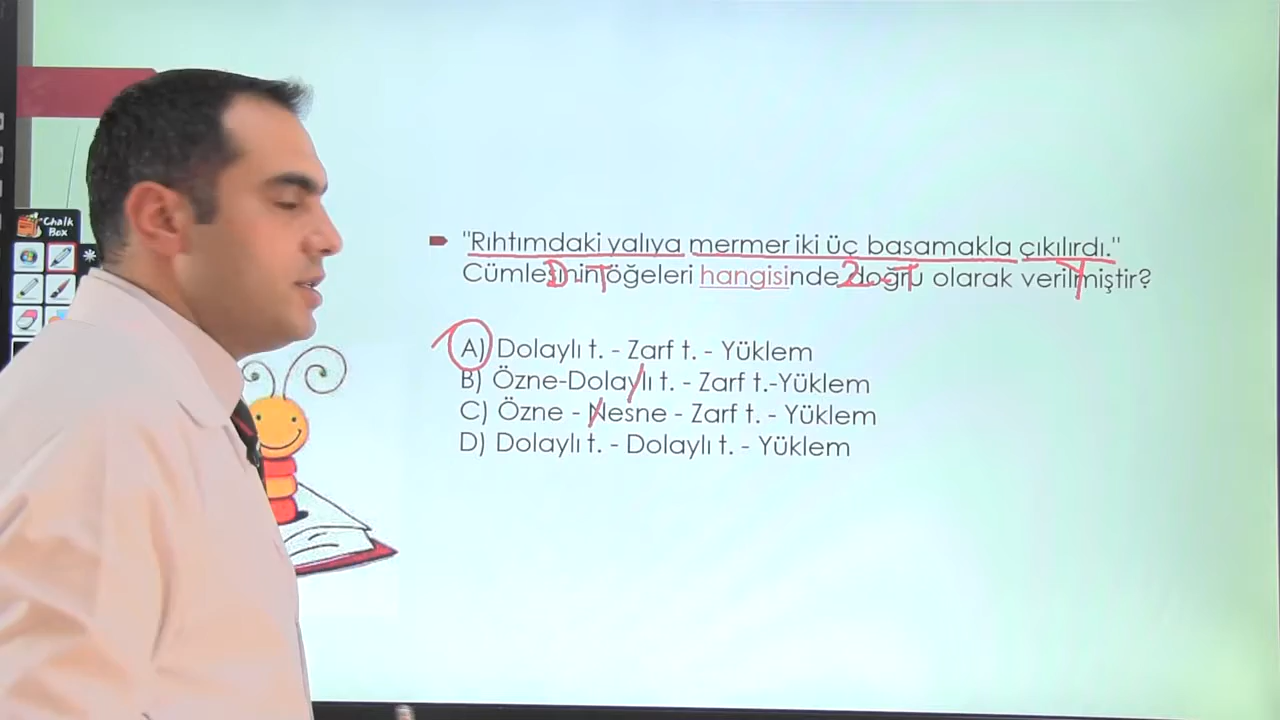 Chalk
Box
"Rıhtımdaki yalıya mermer iki üç basamakla çıkılırdı."
Cümlesinin öğeleri hangisinde doğru olarak verilmiştir?
D.T
Z.T
Y
A) Dolaylı t. - Zarf t. - Yüklem
B) Özne-Dolaylı t. - Zarf t.-Yüklem
C) Özne - Nesne - Zarf t. - Yüklem
D) Dolaylı t. - Dolaylı t. - Yüklem